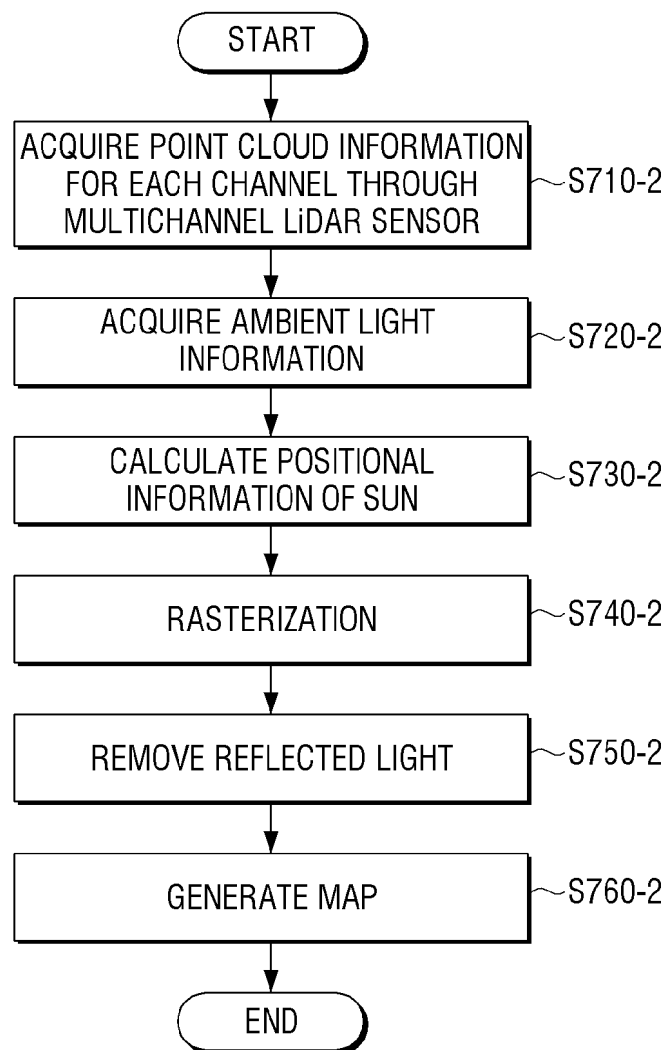 START
ACQUIRE POINT CLOUD INFORMATION
FOR EACH CHANNEL THROUGH
MULTICHANNEL LiDAR SENSOR
S710-2
ACQUIRE AMBIENT LIGHT
INFORMATION
S720-2
CALCULATE POSITIONAL
INFORMATION OF SUN
S730-2
RASTERIZATION
S740-2
REMOVE REFLECTED LIGHT
S750-2
GENERATE MAP
S760-2
END